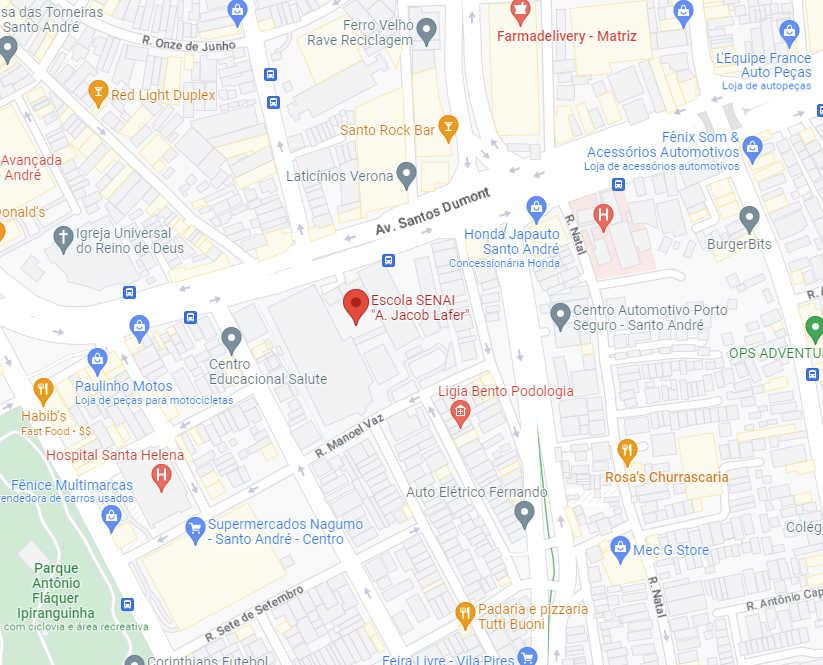 sa das Torneiras
Santo André
R. Onze de Junho
Ferro Velho
Rave Reciclagem
Farmadelivery - Matriz
L'Equipe France
Auto Peças
Loja de autopeças
Red Light Duplex
Santo Rock Bar
Fênix Som &
Acessórios Automotivos
Loja de acessórios automotivos
Avançada
André
Laticínios Verona
onald's
Av. Santos Dumont
Igreja Universal
do Reino de Deus
Honda Japauto
Santo André
Concessionária Honda
R. Natal
H
BurgerBits
Escola SENAI
"A. Jacob Lafer"
Centro Automotivo Porto
Seguro - Santo André
R. A
OPS ADVENTU
Centro
Educacional Salute
Paulinho Motos
Loja de peças para motocicletas
Habib's
Fast Food • $$
Ligia Bento Podologia
R. Manoel Vaz
Hospital Santa Helena
H
Rosa's Churrascaria
Fênice Multimarcas
endedora de carros usados
Auto Elétrico Fernando
Supermercados Nagumo
- Santo André - Centro
Colég
Mec G Store
Parque
Antônio
Fláquer
Ipiranguinha
com ciclovia e área recreativa
R. Sete de Setembro
Padaria e pizzaria
Tutti Buoni
R. Natal
R. Antônio Cap
Corinthians Futebol
Feira Livre - Vila Pires